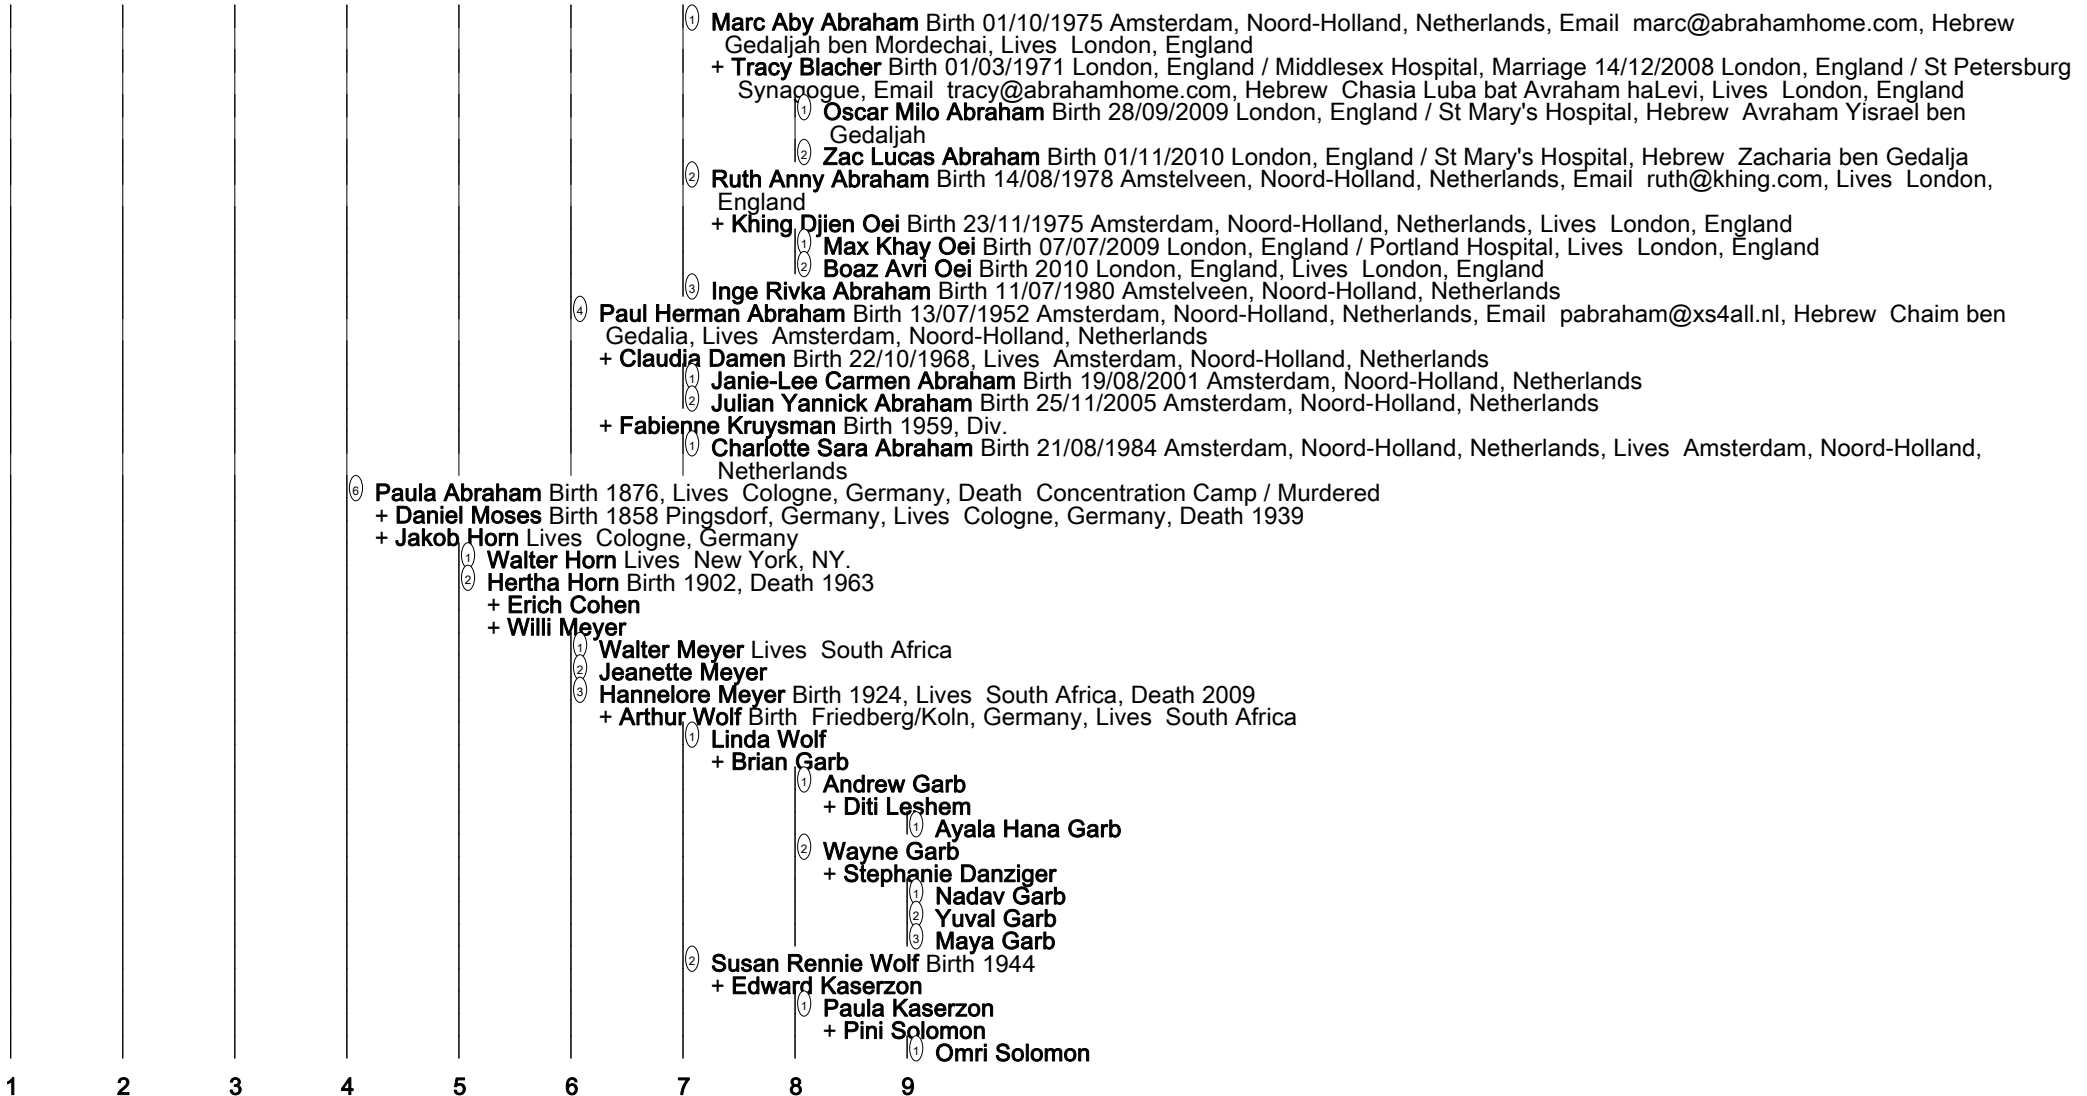 1 Marc Aby Abraham Birth 01/10/1975 Amsterdam, Noord-Holland, Netherlands, Email marc@abrahamhome.com, Hebrew
Gedaljah ben Mordechai, Lives London, England
+ Tracy Blacher Birth 01/03/1971 London, England / Middlesex Hospital, Marriage 14/12/2008 London, England / St Petersburg
Synagogue, Email tracy@abrahamhome.com, Hebrew Chasia Luba bat Avraham haLevi, Lives London, England
1 Oscar Milo Abraham Birth 28/09/2009 London, England / St Mary's Hospital, Hebrew Avraham Yisrael ben
Gedaljah
2 Zac Lucas Abraham Birth 01/11/2010 London, England / St Mary's Hospital, Hebrew Zacharia ben Gedalja
2 Ruth Anny Abraham Birth 14/08/1978 Amstelveen, Noord-Holland, Netherlands, Email ruth@khing.com, Lives London,
England
+ Khing Djien Oei Birth 23/11/1975 Amsterdam, Noord-Holland, Netherlands, Lives London, England
1 Max Khay Oei Birth 07/07/2009 London, England / Portland Hospital, Lives London, England
2 Boaz Avri Oei Birth 2010 London, England, Lives London, England
3 Inge Rivka Abraham Birth 11/07/1980 Amstelveen, Noord-Holland, Netherlands
4 Paul Herman Abraham Birth 13/07/1952 Amsterdam, Noord-Holland, Netherlands, Email pabraham@xs4all.nl, Hebrew Chaim ben
Gedalia, Lives Amsterdam, Noord-Holland, Netherlands
+ Claudia Damen Birth 22/10/1968, Lives Amsterdam, Noord-Holland, Netherlands
1 Janie-Lee Carmen Abraham Birth 19/08/2001 Amsterdam, Noord-Holland, Netherlands
2 Julian Yannick Abraham Birth 25/11/2005 Amsterdam, Noord-Holland, Netherlands
+ Fabienne Kruysman Birth 1959, Div.
1 Charlotte Sara Abraham Birth 21/08/1984 Amsterdam, Noord-Holland, Netherlands, Lives Amsterdam, Noord-Holland,
Netherlands
6 Paula Abraham Birth 1876, Lives Cologne, Germany, Death Concentration Camp / Murdered
+ Daniel Moses Birth 1858 Pingsdorf, Germany, Lives Cologne, Germany, Death 1939
+ Jakob Horn Lives Cologne, Germany
1 Walter Horn Lives New York, NY.
2 Hertha Horn Birth 1902, Death 1963
+ Erich Cohen
+ Willi Meyer
1 Walter Meyer Lives South Africa
2 Jeanette Meyer
3 Hannelore Meyer Birth 1924, Lives South Africa, Death 2009
+ Arthur Wolf Birth Friedberg/Koln, Germany, Lives South Africa
1 Linda Wolf
+ Brian Garb
1 Andrew Garb
+ Diti Leshem
1 Ayala Hana Garb
2 Wayne Garb
+ Stephanie Danziger
1 Nadav Garb
2 Yuval Garb
3 Maya Garb
2 Susan Rennie Wolf Birth 1944
+ Edward Kaserzon
1 Paula Kaserzon
+ Pini Solomon
1 Omri Solomon
1 2 3 4 5 6 7 8 9